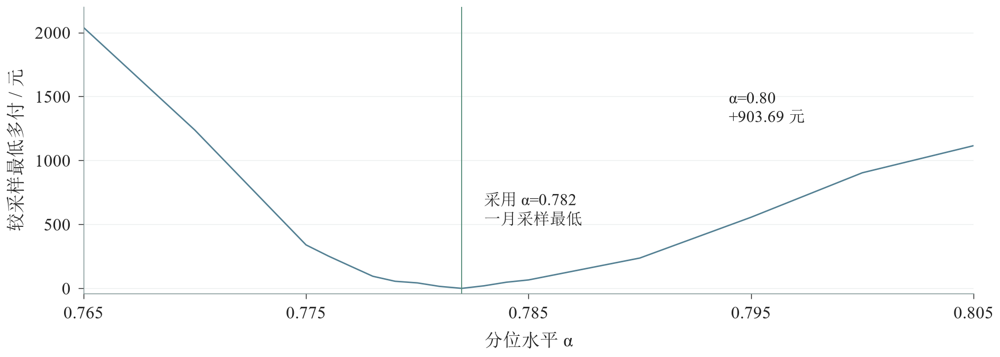 较采样最低多付 / 元
2000
1500
1000
500
0
α=0.80
+903.69 元
采用 α=0.782
一月采样最低
0.765
0.775
0.785
0.795
0.805
分位水平 α